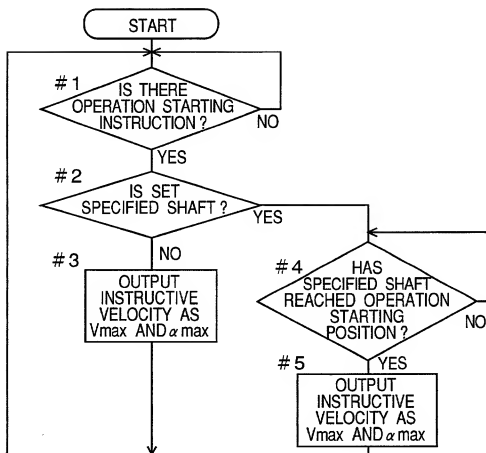 START
#1
IS THERE
OPERATION STARTING
INSTRUCTION?
NO
YES
#2
IS SET
SPECIFIED SHAFT?
YES
NO
#3
OUTPUT
INSTRUCTIVE
VELOCITY AS
Vmax AND α max
#4
HAS
SPECIFIED SHAFT
REACHED OPERATION
STARTING
POSITION?
NO
YES
#5
OUTPUT
INSTRUCTIVE
VELOCITY AS
Vmax AND α max